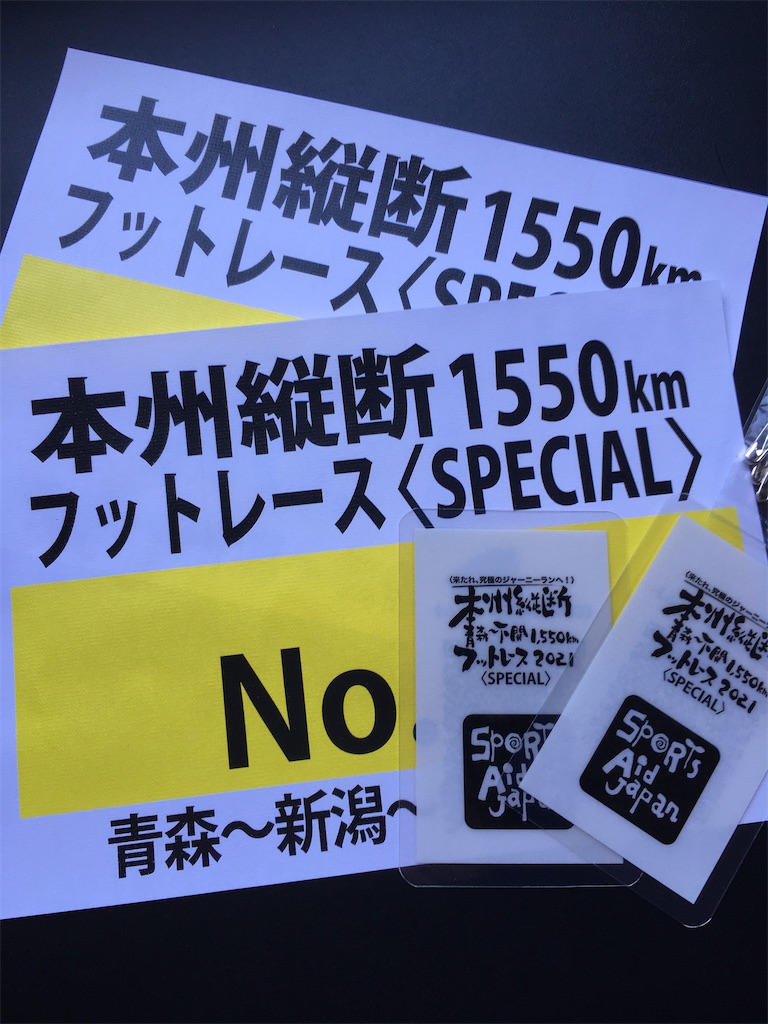 本州縦断1550km
フットレース〈SPECIAL
本州縦断1550km
フットレース〈SPECIAL〉
No.
青森〜新潟〜
(来たれ、究極のジャーニーランへ!)
本州縦断
青森〜下関1,550km
フットレース2021
〈SPECIAL〉
SPORTS
Aid
Japan
(来たれ、究極のジャーニーラン
本州縦断
青森〜下関1,550km
フットレース2021
〈SPECIAL〉
SPORTS
Aid
Japan